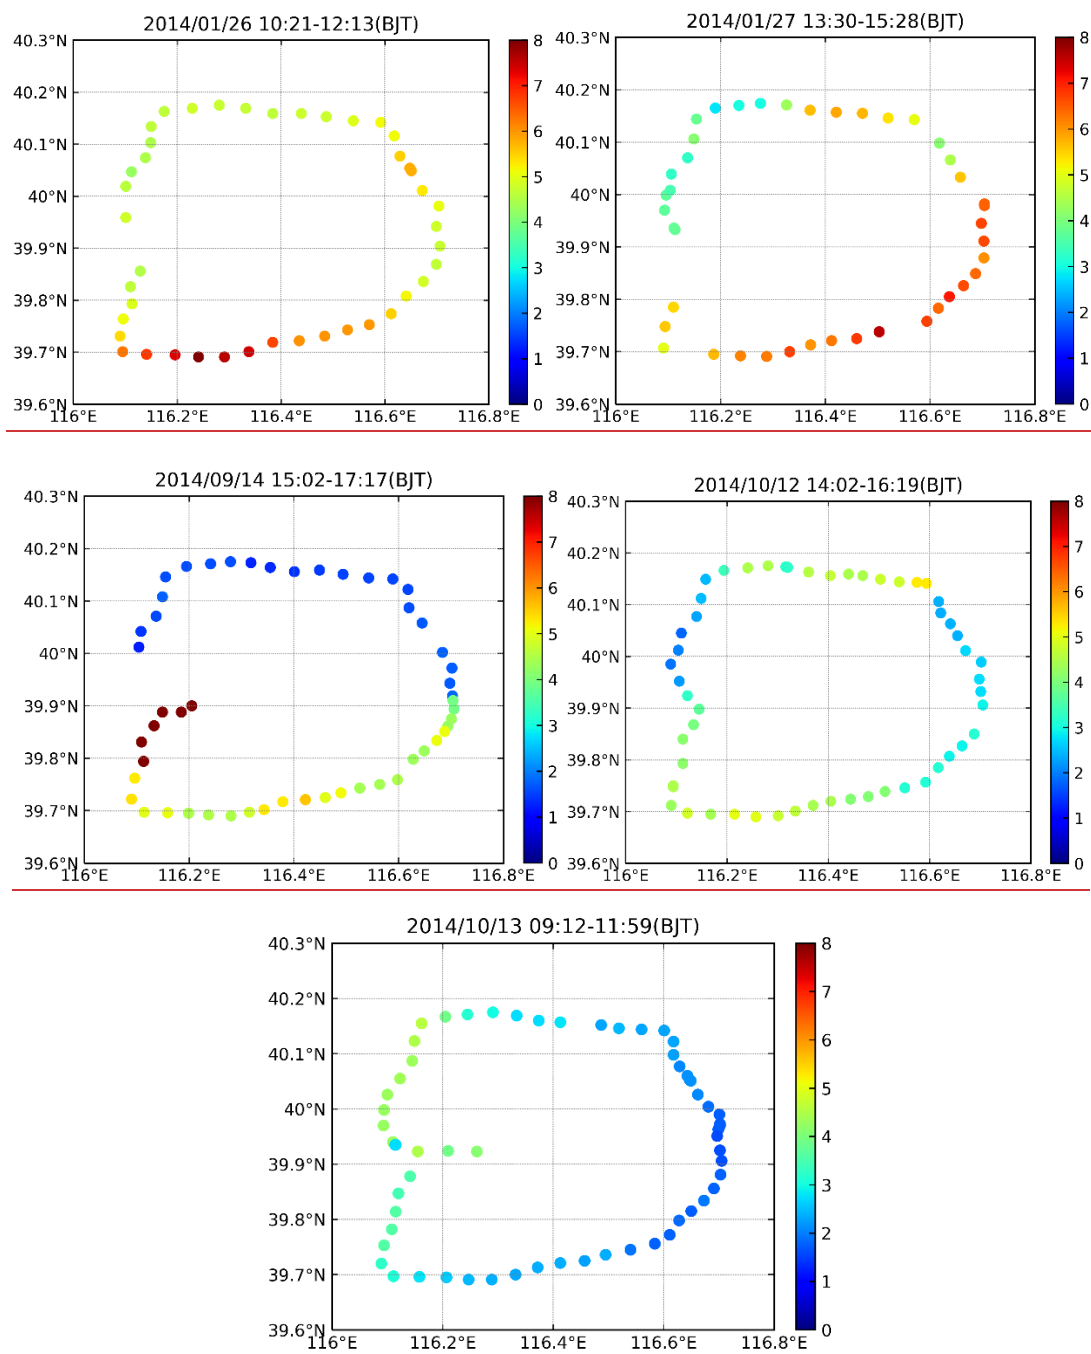 2014/01/26 10:21-12:13(BJT)
40.3°N
40.2°N
40.1°N
40°N
39.9°N
39.8°N
39.7°N
39.6°N
116°E
116.2°E
116.4°E
116.6°E
116.8°E
8
7
6
5
4
3
2
1
0
2014/01/27 13:30-15:28(BJT)
40.3°N
40.2°N
40.1°N
40°N
39.9°N
39.8°N
39.7°N
39.6°N
116°E
116.2°E
116.4°E
116.6°E
116.8°E
8
7
6
5
4
3
2
1
0
2014/09/14 15:02-17:17(BJT)
40.3°N
40.2°N
40.1°N
40°N
39.9°N
39.8°N
39.7°N
39.6°N
116°E
116.2°E
116.4°E
116.6°E
116.8°E
8
7
6
5
4
3
2
1
0
2014/10/12 14:02-16:19(BJT)
40.3°N
40.2°N
40.1°N
40°N
39.9°N
39.8°N
39.7°N
39.6°N
116°E
116.2°E
116.4°E
116.6°E
116.8°E
8
7
6
5
4
3
2
1
0
2014/10/13 09:12-11:59(BJT)
40.3°N
40.2°N
40.1°N
40°N
39.9°N
39.8°N
39.7°N
39.6°N
116°E
116.2°E
116.4°E
116.6°E
116.8°E
8
7
6
5
4
3
2
1
0